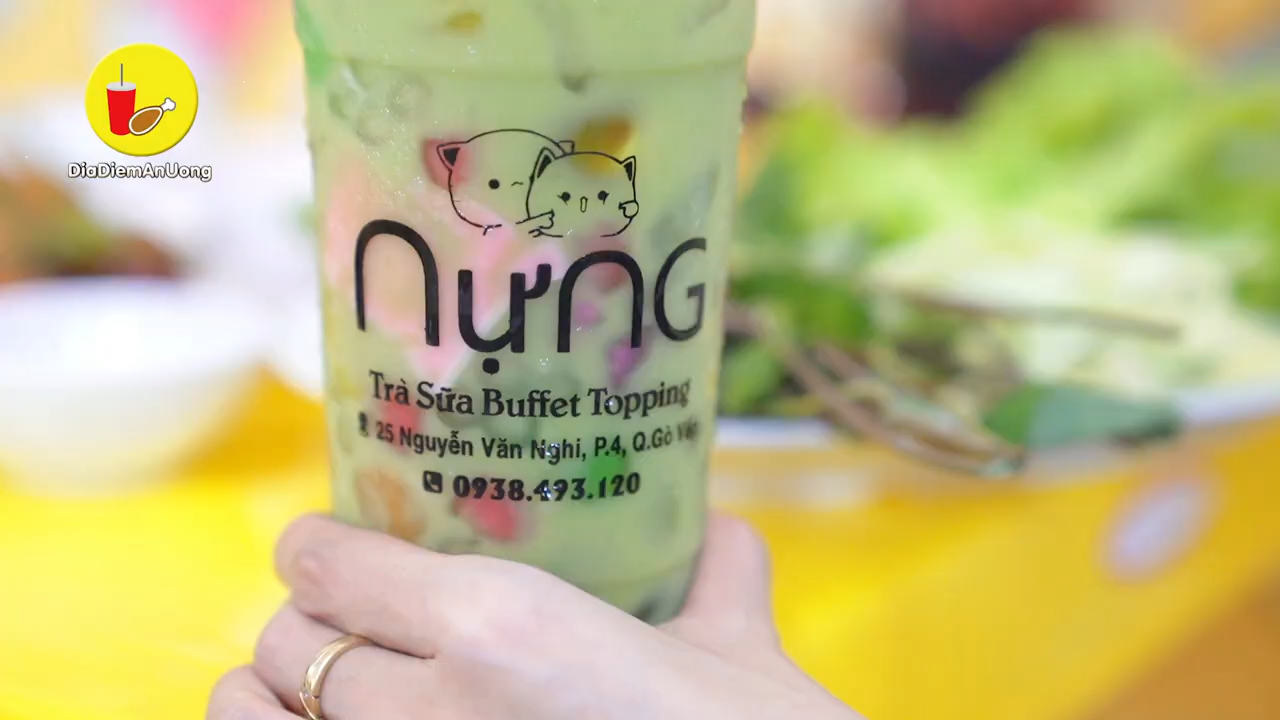 DiaDiemAnUong
NỰNG
Trà Sữa Buffet Topping
25 Nguyễn Văn Nghi, P.4, Q.Gò Vấp
0938.493.120